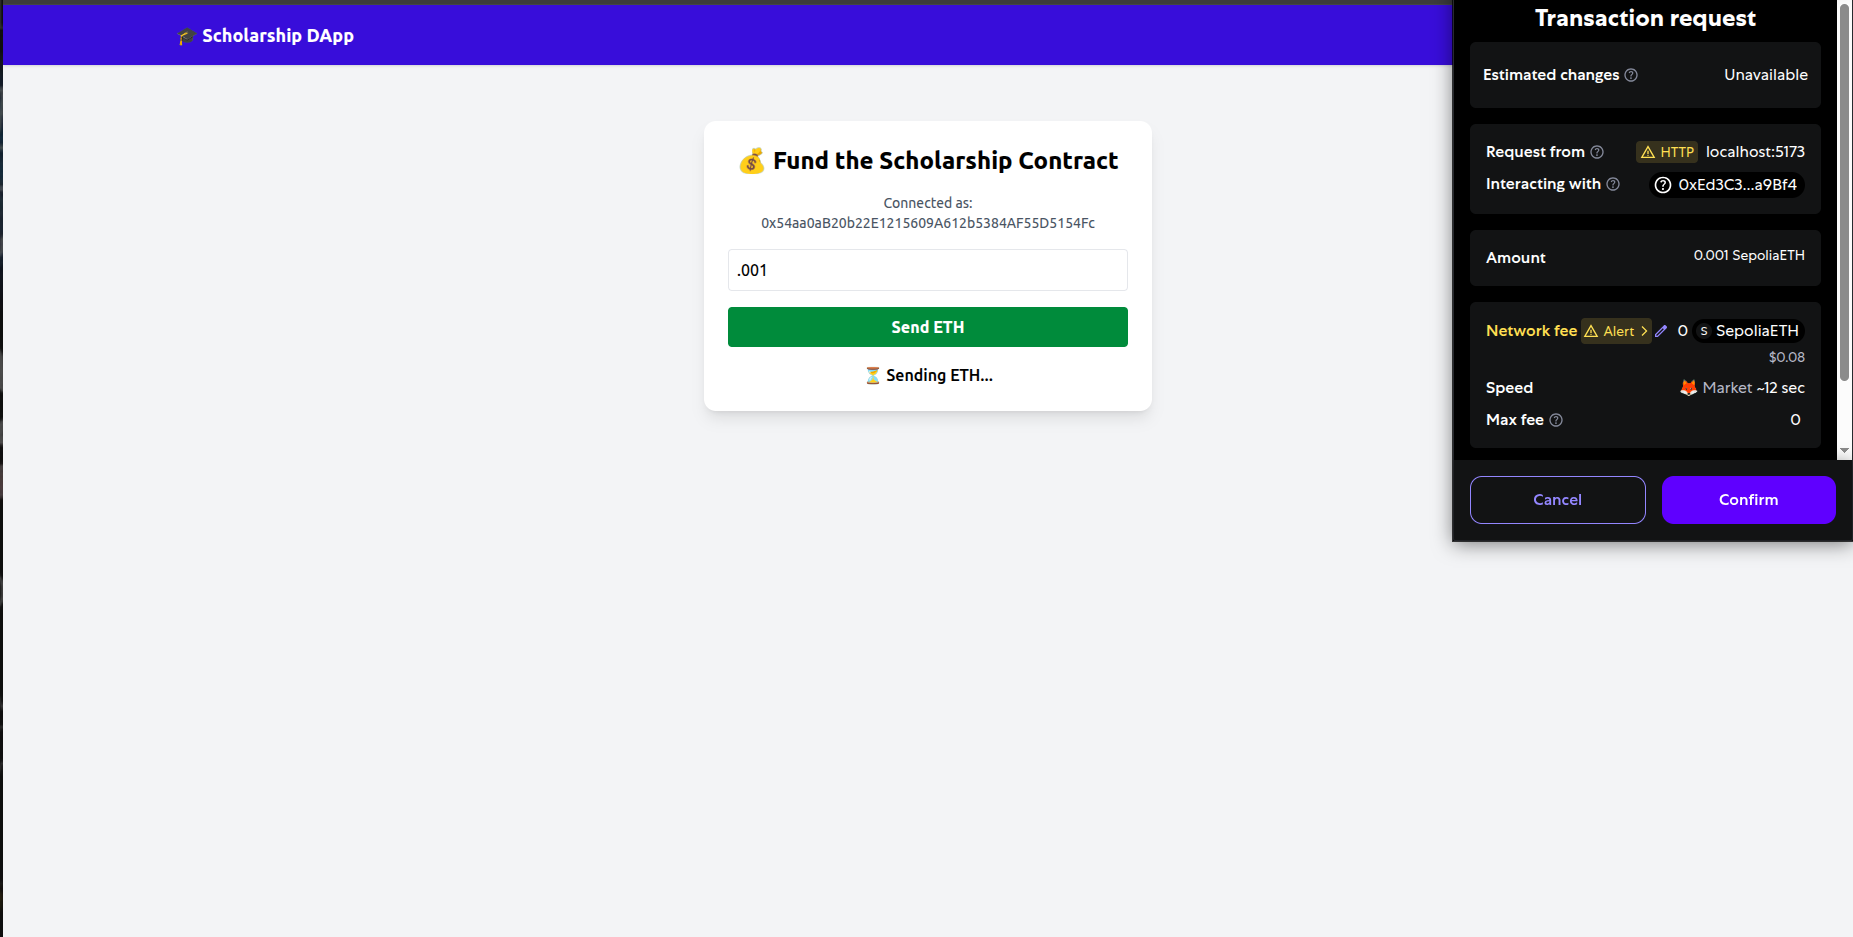 🎓 Scholarship DApp
💰 Fund the Scholarship Contract
Connected as:
0x54aa0aB20b22E1215609A612b5384AF55D5154Fc
.001
Send ETH
⏳ Sending ETH...
Transaction request
Estimated changes Unavailable
Request from HTTP localhost:5173
Interacting with 0xEd3C3...a9Bf4
Amount 0.001 SepoliaETH
Network fee Alert 0 S SepoliaETH
$0.08
Speed 🦊 Market ~12 sec
Max fee 0
Cancel Confirm